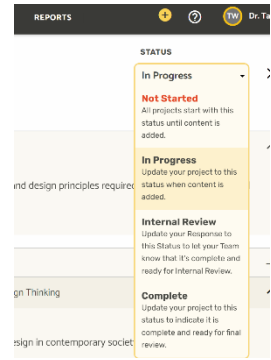 REPORTS
TW
Dr. Ta
STATUS
In Progress
Not Started
All projects start with this
status until content is
added.
In Progress
Update your project to this
status when content is
added.
nd design principles required
Internal Review
Update your Response to
this Status to let your Team
know that it's complete and
ready for Internal Review.
gn Thinking
Complete
Update your project to this
status to indicate it is
complete and ready for final
review.
esign in contemporary societ